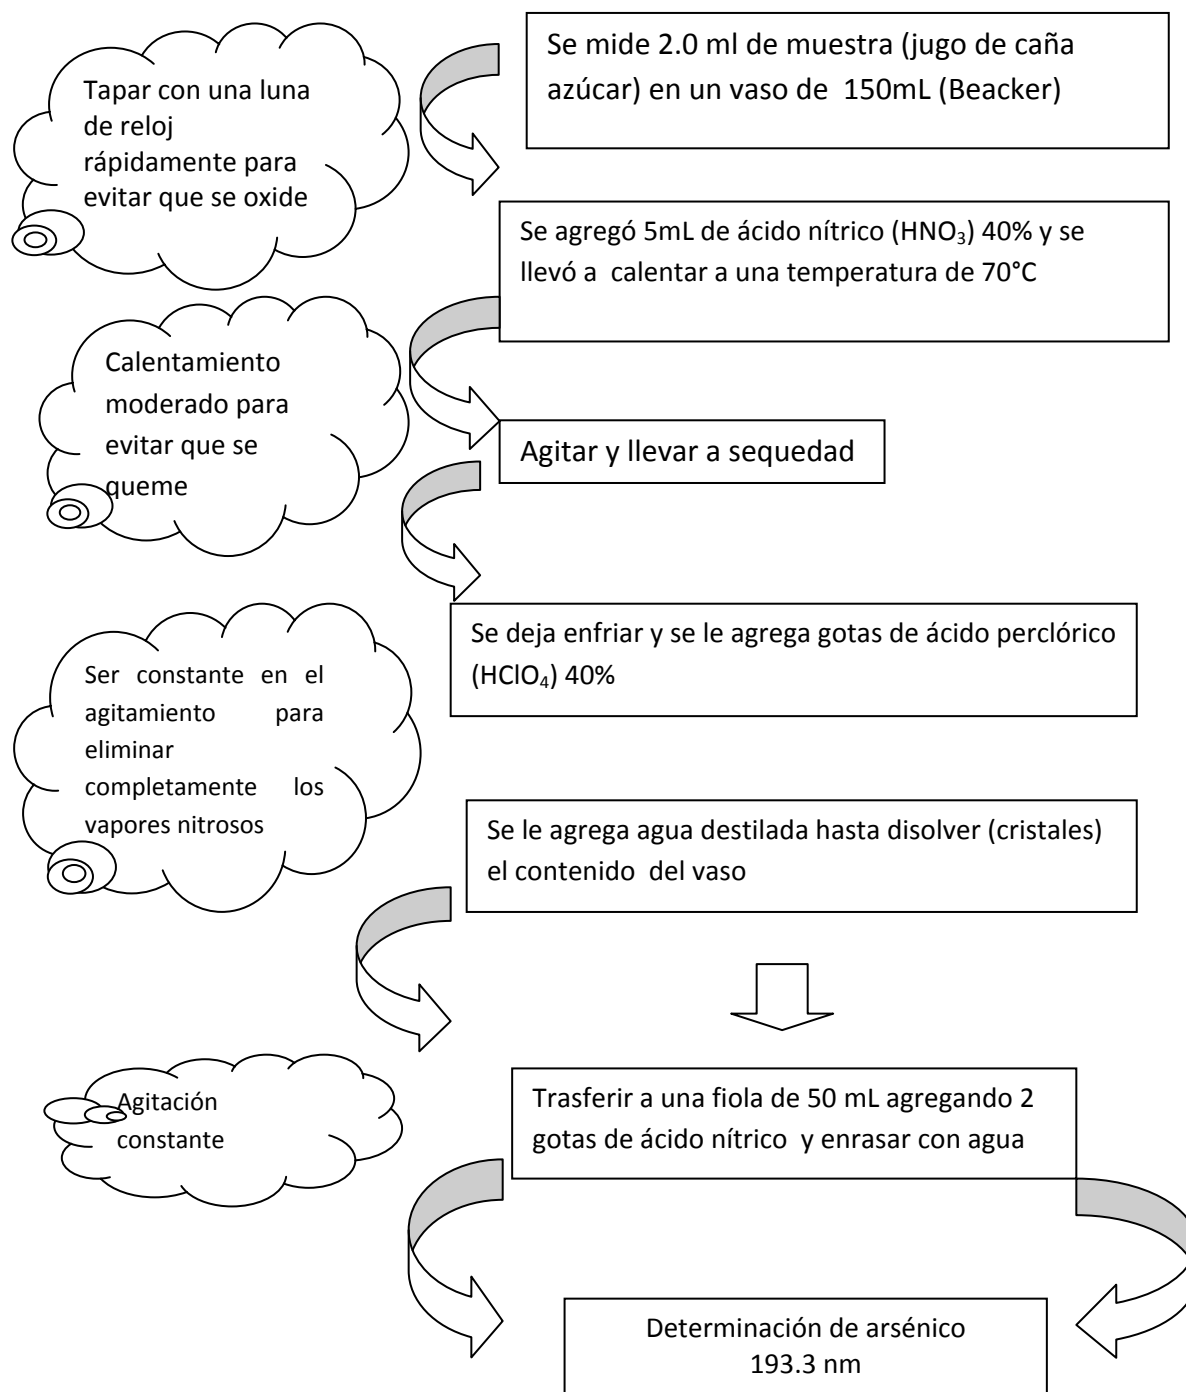 Se mide 2.0 ml de muestra (jugo de caña
azúcar) en un vaso de 150mL (Beacker)
Tapar con una luna
de reloj
rápidamente para
evitar que se oxide
Se agregó 5mL de ácido nítrico (HNO₃) 40% y se
llevó a calentar a una temperatura de 70°C
Calentamiento
moderado para
evitar que se
queme
Agitar y llevar a sequedad
Se deja enfriar y se le agrega gotas de ácido perclórico
(HClO₄) 40%
Ser constante en el
agitamiento para
eliminar
completamente los
vapores nitrosos
Se le agrega agua destilada hasta disolver (cristales)
el contenido del vaso
Agitación
constante
Trasferir a una fiola de 50 mL agregando 2
gotas de ácido nítrico y enrasar con agua
Determinación de arsénico
193.3 nm